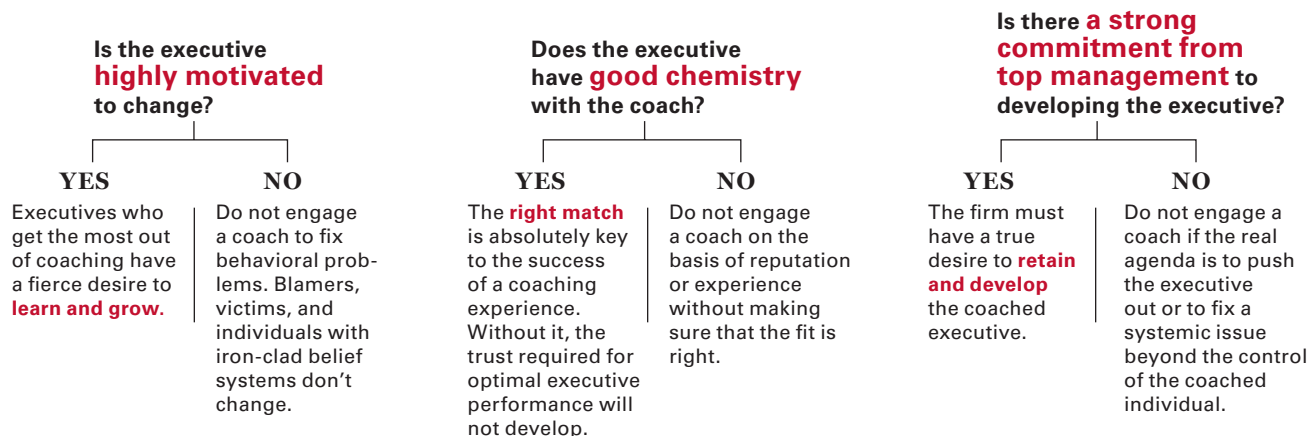 Is the executive
highly motivated
to change?
YES
Executives who
get the most out
of coaching have
a fierce desire to
learn and grow.
NO
Do not engage
a coach to fix
behavioral prob-
lems. Blamers,
victims, and
individuals with
iron-clad belief
systems don’t
change.
Does the executive
have good chemistry
with the coach?
YES
The right match
is absolutely key
to the success
of a coaching
experience.
Without it, the
trust required for
optimal executive
performance will
not develop.
NO
Do not engage
a coach on the
basis of reputation
or experience
without making
sure that the fit is
right.
Is there a strong
commitment from
top management to
developing the executive?
YES
The firm must
have a true
desire to retain
and develop
the coached
executive.
NO
Do not engage a
coach if the real
agenda is to push
the executive
out or to fix a
systemic issue
beyond the control
of the coached
individual.